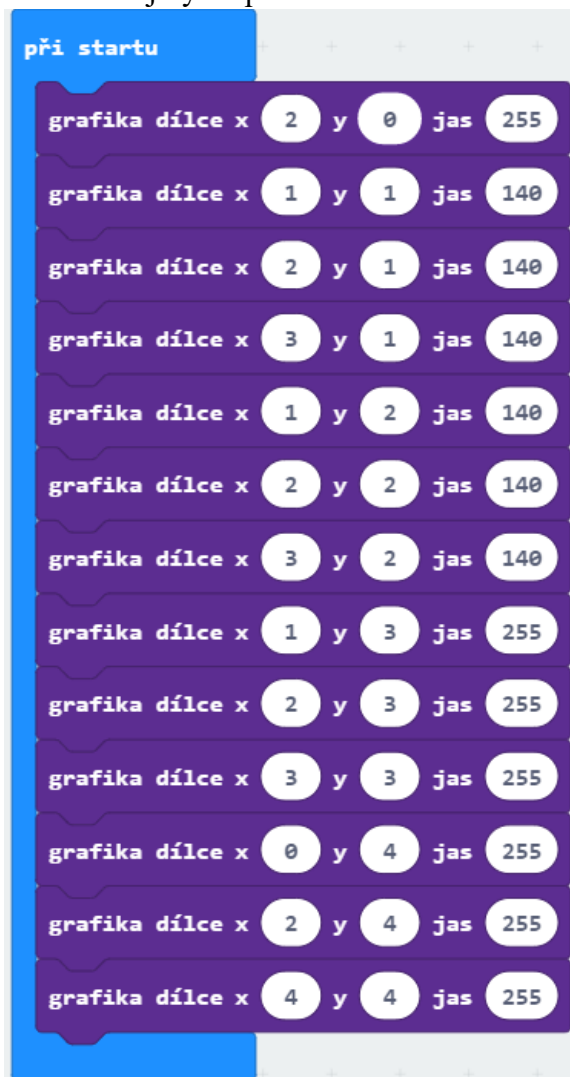 při startu
grafika dílce x 2 y 0 jas 255
grafika dílce x 1 y 1 jas 140
grafika dílce x 2 y 1 jas 140
grafika dílce x 3 y 1 jas 140
grafika dílce x 1 y 2 jas 140
grafika dílce x 2 y 2 jas 140
grafika dílce x 3 y 2 jas 140
grafika dílce x 1 y 3 jas 255
grafika dílce x 2 y 3 jas 255
grafika dílce x 3 y 3 jas 255
grafika dílce x 0 y 4 jas 255
grafika dílce x 2 y 4 jas 255
grafika dílce x 4 y 4 jas 255